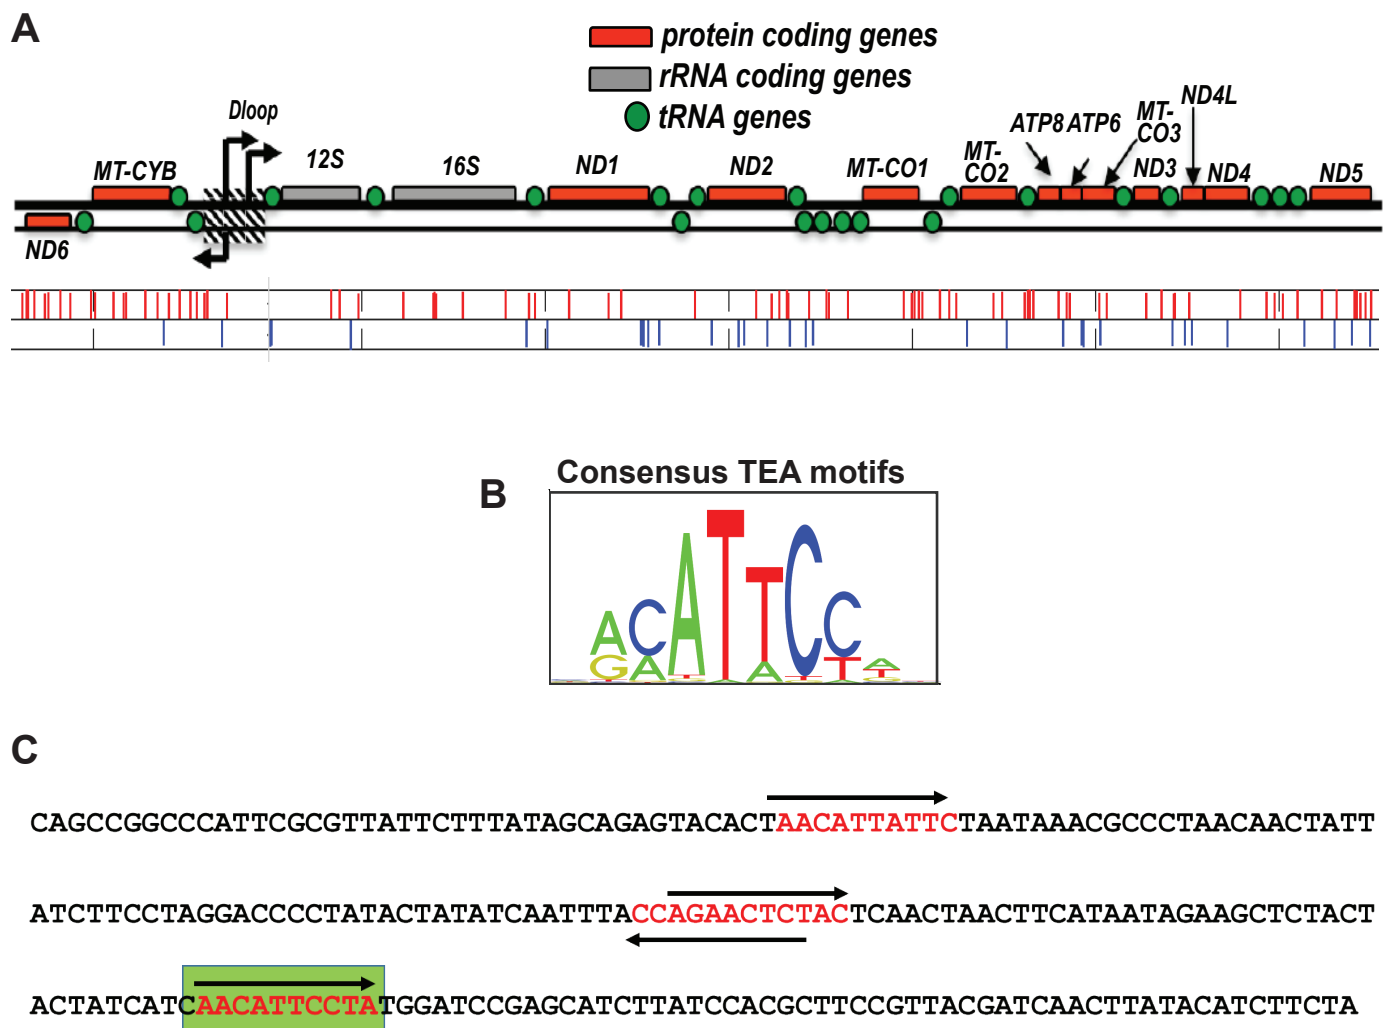 A
protein coding genes
rRNA coding genes
tRNA genes
Dloop
MT-CYB
12S
16S
ND1
ND2
MT-CO1
MT-
CO2
ATP8 ATP6
MT-
CO3
ND4L
ND3
ND4
ND5
ND6
B
Consensus TEA motifs
C
CAGCCGGCCCATTCGCGTTATTCTTTATAGCAGAGTACACTAACATTATTCTAATAAACGCCCTAACAACTATT
ATCTTCCTAGGACCCCTATACTATATCAATTTACCAGAACTCTACTCAACTAACTTCATAATAGAAGCTCTACT
ACTATCATCAACATTCCTATGGATCCGAGCATCTTATCCACGCTTCCGTTACGATCAACTTATACATCTTCTA